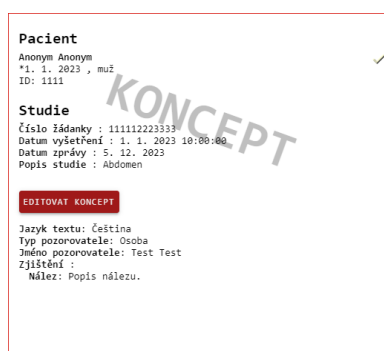 Pacient
Anonym Anonym
*1. 1. 2023 , muž
ID: 1111
KONCEPT
Studie
Číslo žádanky : 111112223333
Datum vyšetření : 1. 1. 2023 10:00:00
Datum zprávy : 5. 12. 2023
Popis studie : Abdomen
EDITOVAT KONCEPT
Jazyk textu: Čeština
Typ pozorovatele: Osoba
Jméno pozorovatele: Test Test
Zjištění :
Nález: Popis nálezu.